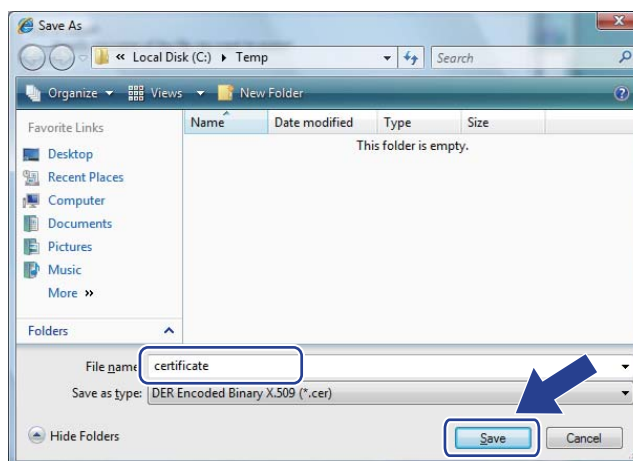 Save As
« Local Disk (C:) ▸ Temp
Search
Organize Views New Folder
Favorite Links
Name Date modified Type Size
This folder is empty.
Desktop
Recent Places
Computer
Documents
Pictures
Music
More »
Folders
File name: certificate
Save as type: DER Encoded Binary X.509 (*.cer)
Hide Folders Save Cancel